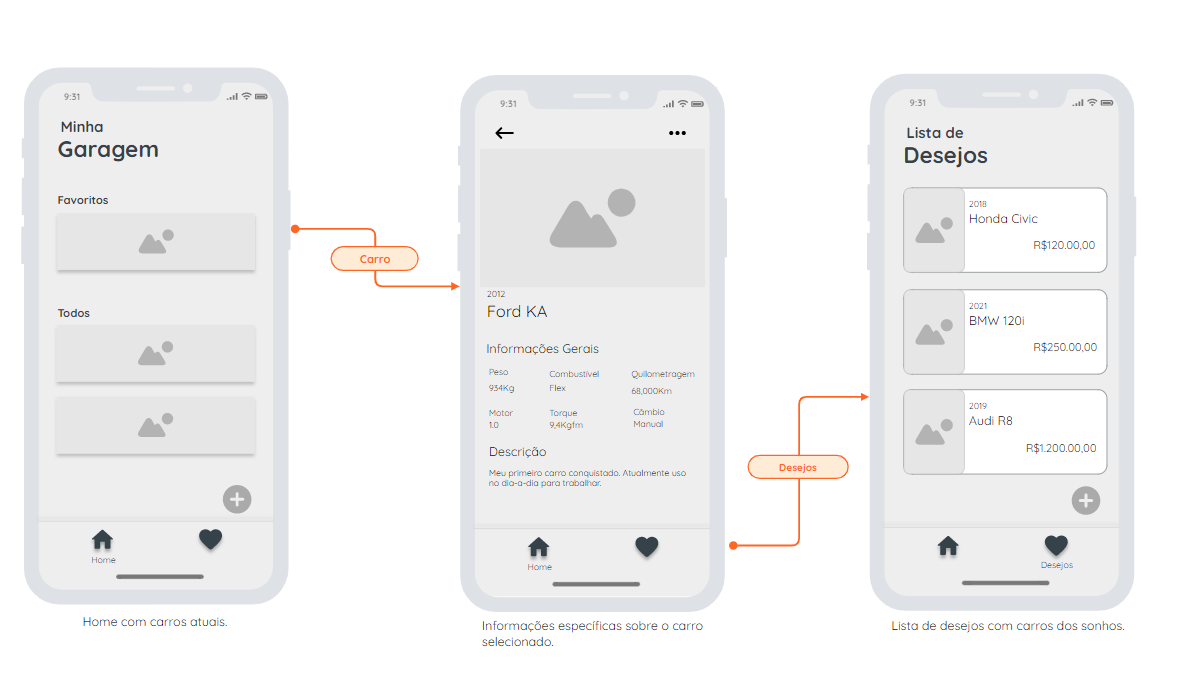 9:31
Minha
Garagem
Favoritos
Todos
Home
Home com carros atuais.
Carro
9:31
2012
Ford KA
Informações Gerais
Peso Combustível Quilometragem
934Kg Flex 68,000Km
Motor Torque Câmbio
1.0 9,4Kgfm Manual
Descrição
Meu primeiro carro conquistado. Atualmente uso
no dia-a-dia para trabalhar.
Home
Informações específicas sobre o carro
selecionado.
Desejos
9:31
Lista de
Desejos
2018
Honda Civic
R$120.00,00
2021
BMW 120i
R$250.00,00
2019
Audi R8
R$1.200.00,00
Desejos
Lista de desejos com carros dos sonhos.